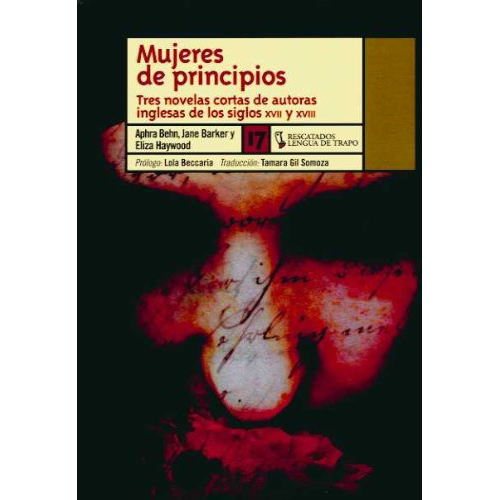 Mujeres
de principios
Tres novelas cortas de autoras
inglesas de los siglos XVII y XVIII
Aphra Behn, Jane Barker y
Eliza Haywood
17
RESCATADOS
LENGUA DE TRAPO
Prólogo: Lola Beccaria Traducción: Tamara Gil Somoza